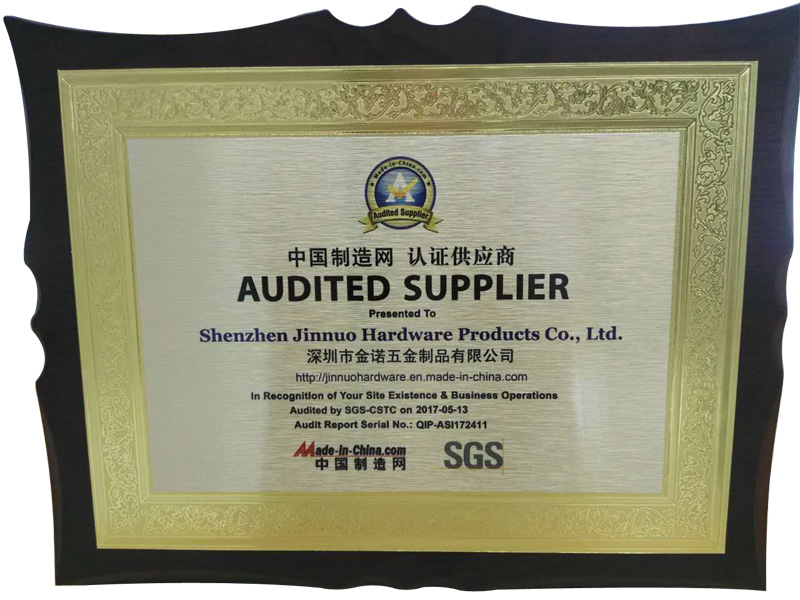 Made-in-China.com
A
Audited Supplier
中国制造网 认证供应商
AUDITED SUPPLIER
Presented To
Shenzhen Jinnuo Hardware Products Co., Ltd.
深圳市金诺五金制品有限公司
http://jinnuohardware.en.made-in-china.com
In Recognition of Your Site Existence & Business Operations
Audited by SGS-CSTC on 2017-05-13
Audit Report Serial No.: QIP-ASI172411
Made-in-China.com
中国制造网
SGS